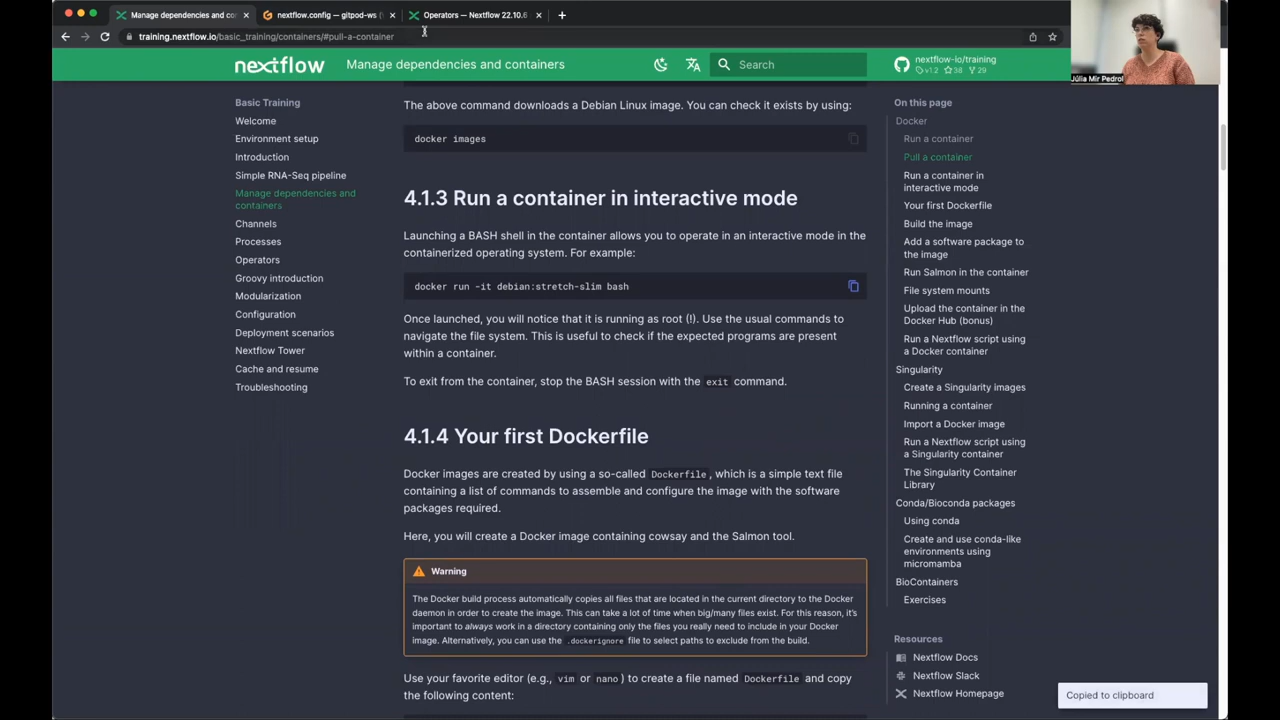 Manage dependencies and con
nextflow.config — gitpod-ws (
Operators — Nextflow 22.10.6
training.nextflow.io/basic_training/containers/#pull-a-container
nextflow
Manage dependencies and containers
Search
nextflow-io/training
v1.2 38 29
Júlia Mir Pedrol
Basic Training
Welcome
Environment setup
Introduction
Simple RNA-Seq pipeline
Manage dependencies and
containers
Channels
Processes
Operators
Groovy introduction
Modularization
Configuration
Deployment scenarios
Nextflow Tower
Cache and resume
Troubleshooting
The above command downloads a Debian Linux image. You can check it exists by using:
docker images
4.1.3 Run a container in interactive mode
Launching a BASH shell in the container allows you to operate in an interactive mode in the
containerized operating system. For example:
docker run -it debian:stretch-slim bash
Once launched, you will notice that it is running as root (!). Use the usual commands to
navigate the file system. This is useful to check if the expected programs are present
within a container.
To exit from the container, stop the BASH session with the exit command.
4.1.4 Your first Dockerfile
Docker images are created by using a so-called Dockerfile, which is a simple text file
containing a list of commands to assemble and configure the image with the software
packages required.
Here, you will create a Docker image containing cowsay and the Salmon tool.
Warning
The Docker build process automatically copies all files that are located in the current directory to the Docker
daemon in order to create the image. This can take a lot of time when big/many files exist. For this reason, it's
important to always work in a directory containing only the files you really need to include in your Docker
image. Alternatively, you can use the .dockerignore file to select paths to exclude from the build.
Use your favorite editor (e.g., vim or nano) to create a file named Dockerfile and copy
the following content:
On this page
Docker
Run a container
Pull a container
Run a container in
interactive mode
Your first Dockerfile
Build the image
Add a software package to
the image
Run Salmon in the container
File system mounts
Upload the container in the
Docker Hub (bonus)
Run a Nextflow script using
a Docker container
Singularity
Create a Singularity images
Running a container
Import a Docker image
Run a Nextflow script using
a Singularity container
The Singularity Container
Library
Conda/Bioconda packages
Using conda
Create and use conda-like
environments using
micromamba
BioContainers
Exercises
Resources
Nextflow Docs
Nextflow Slack
Nextflow Homepage
Copied to clipboard